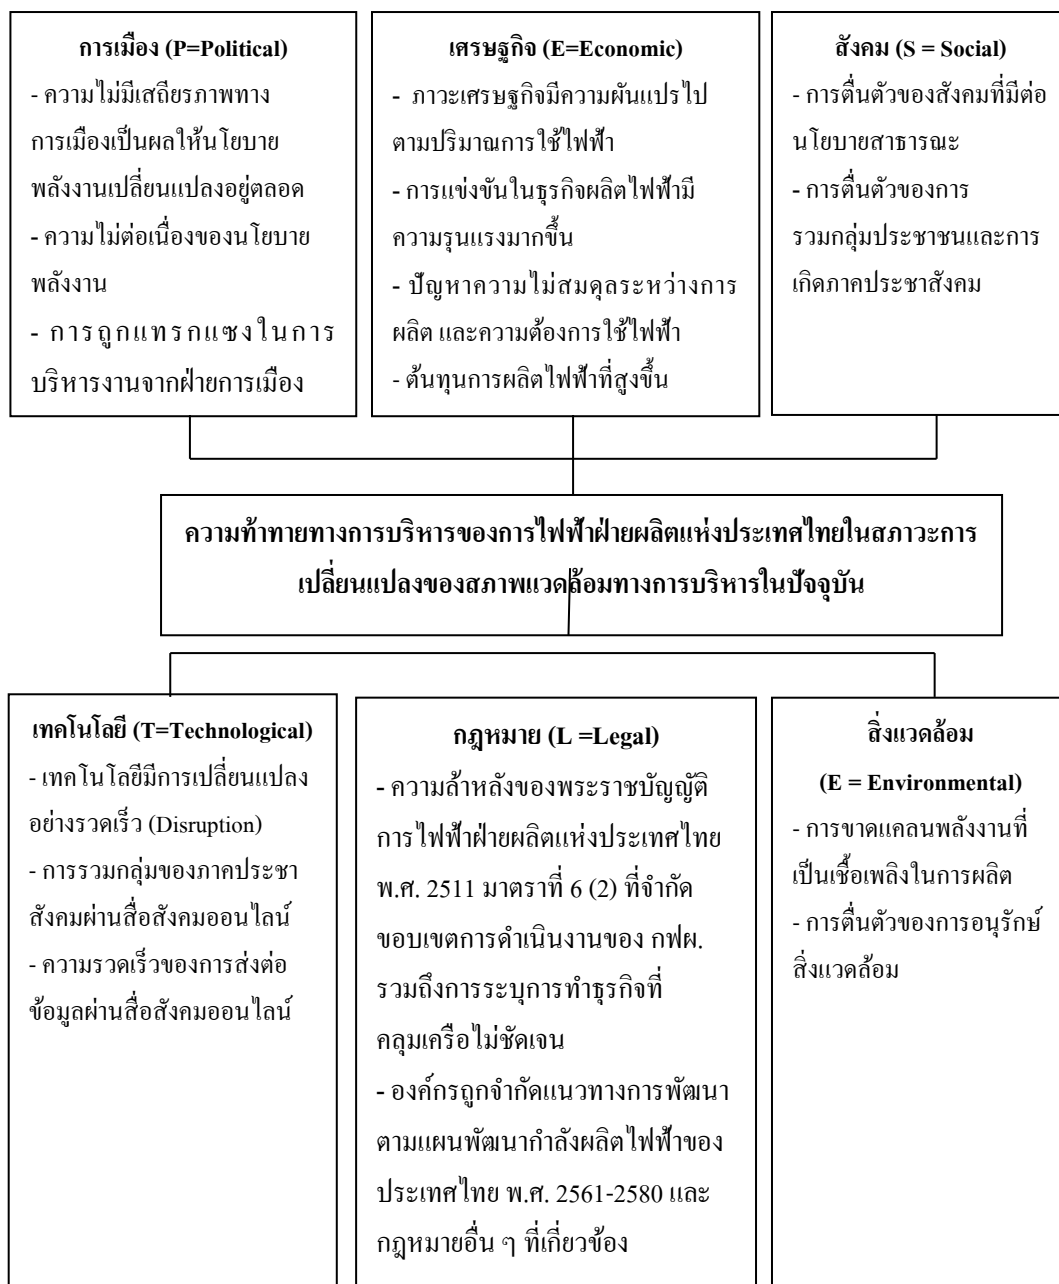 การเมือง (P=Political)
- ความไม่มีเสถียรภาพทาง
การเมืองเป็นผลให้นโยบาย
พลังงานเปลี่ยนแปลงอยู่ตลอด
- ความไม่ต่อเนื่องของนโยบาย
พลังงาน
- การถูกแทรกแซงในการ
บริหารงานจากฝ่ายการเมือง
เศรษฐกิจ (E=Economic)
- ภาวะเศรษฐกิจมีความผันแปรไป
ตามปริมาณการใช้ไฟฟ้า
- การแข่งขันในธุรกิจผลิตไฟฟ้ามี
ความรุนแรงมากขึ้น
- ปัญหาความไม่สมดุลระหว่างการ
ผลิต และความต้องการใช้ไฟฟ้า
- ต้นทุนการผลิตไฟฟ้าที่สูงขึ้น
สังคม (S = Social)
- การตื่นตัวของสังคมที่มีต่อ
นโยบายสาธารณะ
- การตื่นตัวของการ
รวมกลุ่มประชาชนและการ
เกิดภาคประชาสังคม
ความท้าทายทางการบริหารของการไฟฟ้าฝ่ายผลิตแห่งประเทศไทยในสภาวะการ
เปลี่ยนแปลงของสภาพแวดล้อมทางการบริหารในปัจจุบัน
เทคโนโลยี (T=Technological)
- เทคโนโลยีมีการเปลี่ยนแปลง
อย่างรวดเร็ว (Disruption)
- การรวมกลุ่มของภาคประชา
สังคมผ่านสื่อสังคมออนไลน์
- ความรวดเร็วของการส่งต่อ
ข้อมูลผ่านสื่อสังคมออนไลน์
กฎหมาย (L =Legal)
- ความล้าหลังของพระราชบัญญัติ
การไฟฟ้าฝ่ายผลิตแห่งประเทศไทย
พ.ศ. 2511 มาตราที่ 6 (2) ที่จำกัด
ขอบเขตการดำเนินงานของ กฟผ.
รวมถึงการระบุการทำธุรกิจที่
คลุมเครือไม่ชัดเจน
- องค์กรถูกจำกัดแนวทางการพัฒนา
ตามแผนพัฒนากำลังผลิตไฟฟ้าของ
ประเทศไทย พ.ศ. 2561-2580 และ
กฎหมายอื่น ๆ ที่เกี่ยวข้อง
สิ่งแวดล้อม
(E = Environmental)
- การขาดแคลนพลังงานที่
เป็นเชื้อเพลิงในการผลิต
- การตื่นตัวของการอนุรักษ์
สิ่งแวดล้อม